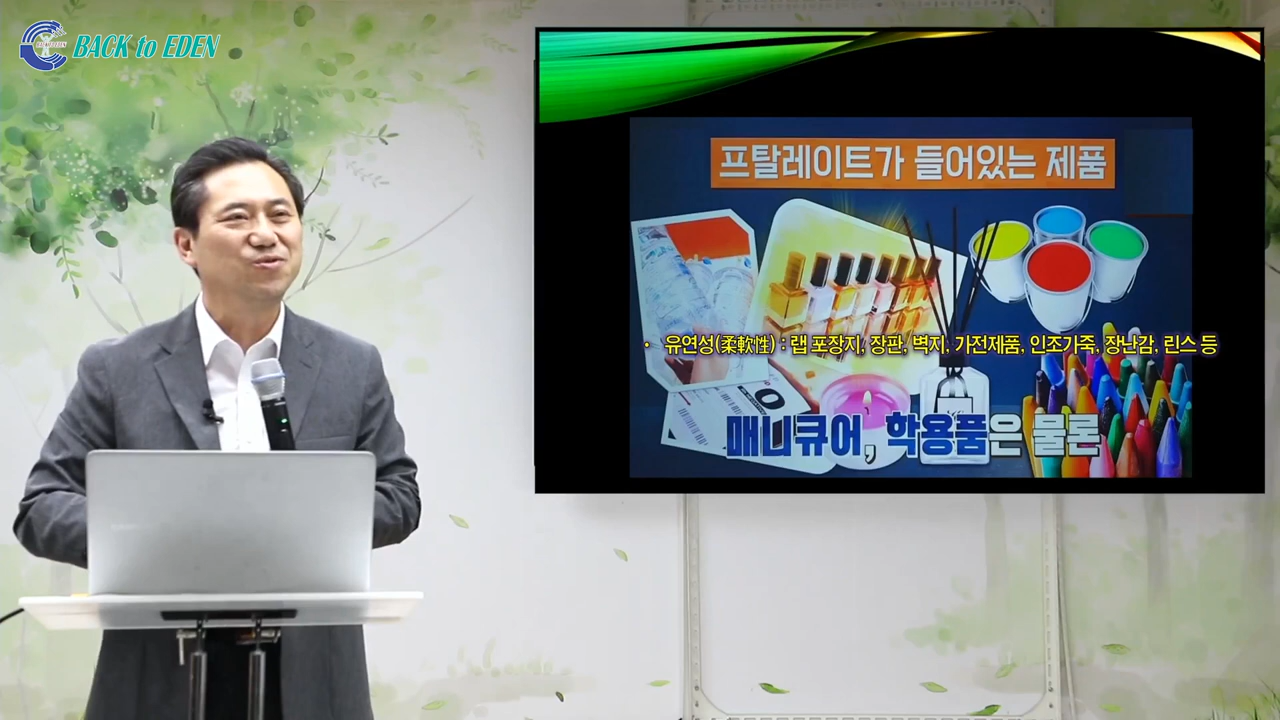 BACK to EDEN
프탈레이트가 들어있는 제품
• 유연성(柔軟性) : 랩 포장지, 장판, 벽지, 가전제품, 인조가죽, 장난감, 린스 등
매니큐어, 학용품은 물론